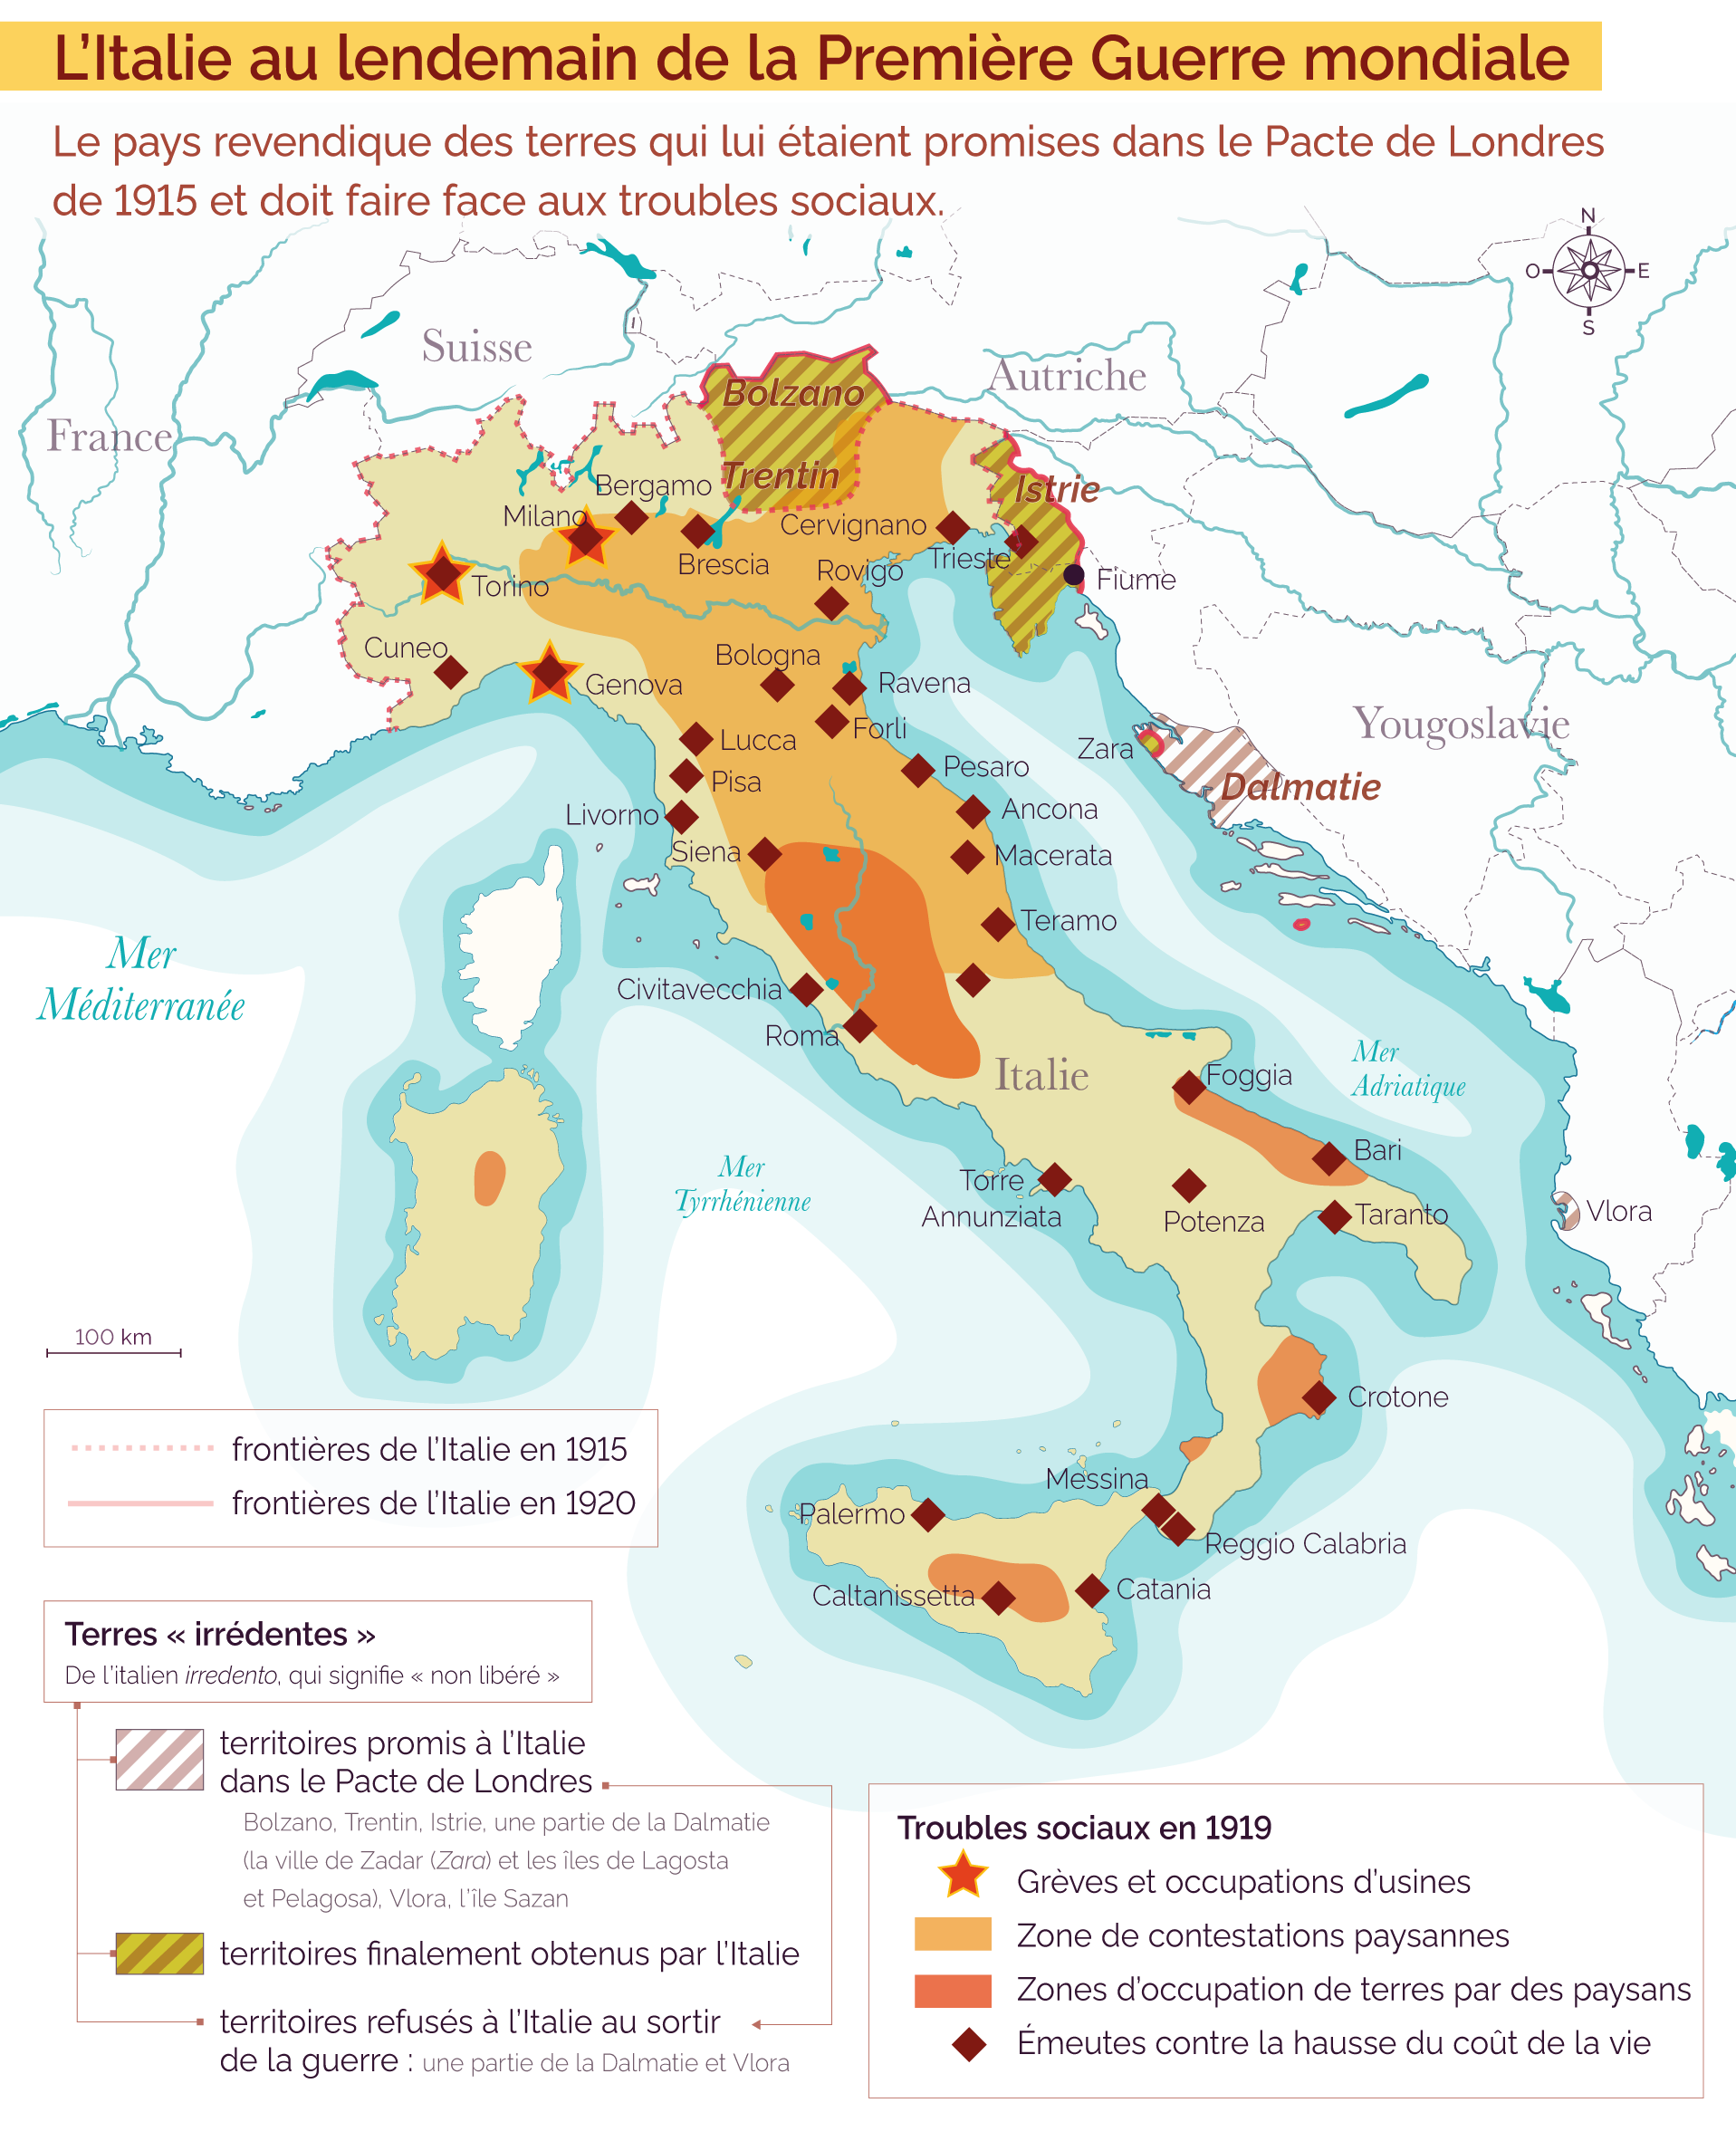 L'Italie au lendemain de la Première Guerre mondiale
Le pays revendique des terres qui lui étaient promises dans le Pacte de Londres
de 1915 et doit faire face aux troubles sociaux.
N
O
E
S
Suisse
Autriche
France
Bolzano
Trentin
Istrie
Bergamo
Milano
Cervignano
Trieste
Brescia
Rovigo
Torino
Fiume
Cuneo
Bologna
Genova
Ravena
Forli
Lucca
Yougoslavie
Zara
Pesaro
Pisa
Dalmatie
Livorno
Ancona
Siena
Macerata
Teramo
Mer
Méditerranée
Civitavecchia
Roma
Italie
Mer
Adriatique
Foggia
Bari
Mer
Tyrrhénienne
Torre
Annunziata
Potenza
Taranto
Vlora
100 km
Crotone
Messina
Palermo
Reggio Calabria
Caltanissetta
Catania
frontières de l'Italie en 1915
frontières de l'Italie en 1920
Terres « irrédentes »
De l'italien irredento, qui signifie « non libéré »
territoires promis à l'Italie
dans le Pacte de Londres
Bolzano, Trentin, Istrie, une partie de la Dalmatie
(la ville de Zadar (Zara) et les îles de Lagosta
et Pelagosa), Vlora, l'île Sazan
territoires finalement obtenus par l'Italie
territoires refusés à l'Italie au sortir
de la guerre : une partie de la Dalmatie et Vlora
Troubles sociaux en 1919
Grèves et occupations d'usines
Zone de contestations paysannes
Zones d'occupation de terres par des paysans
Émeutes contre la hausse du coût de la vie